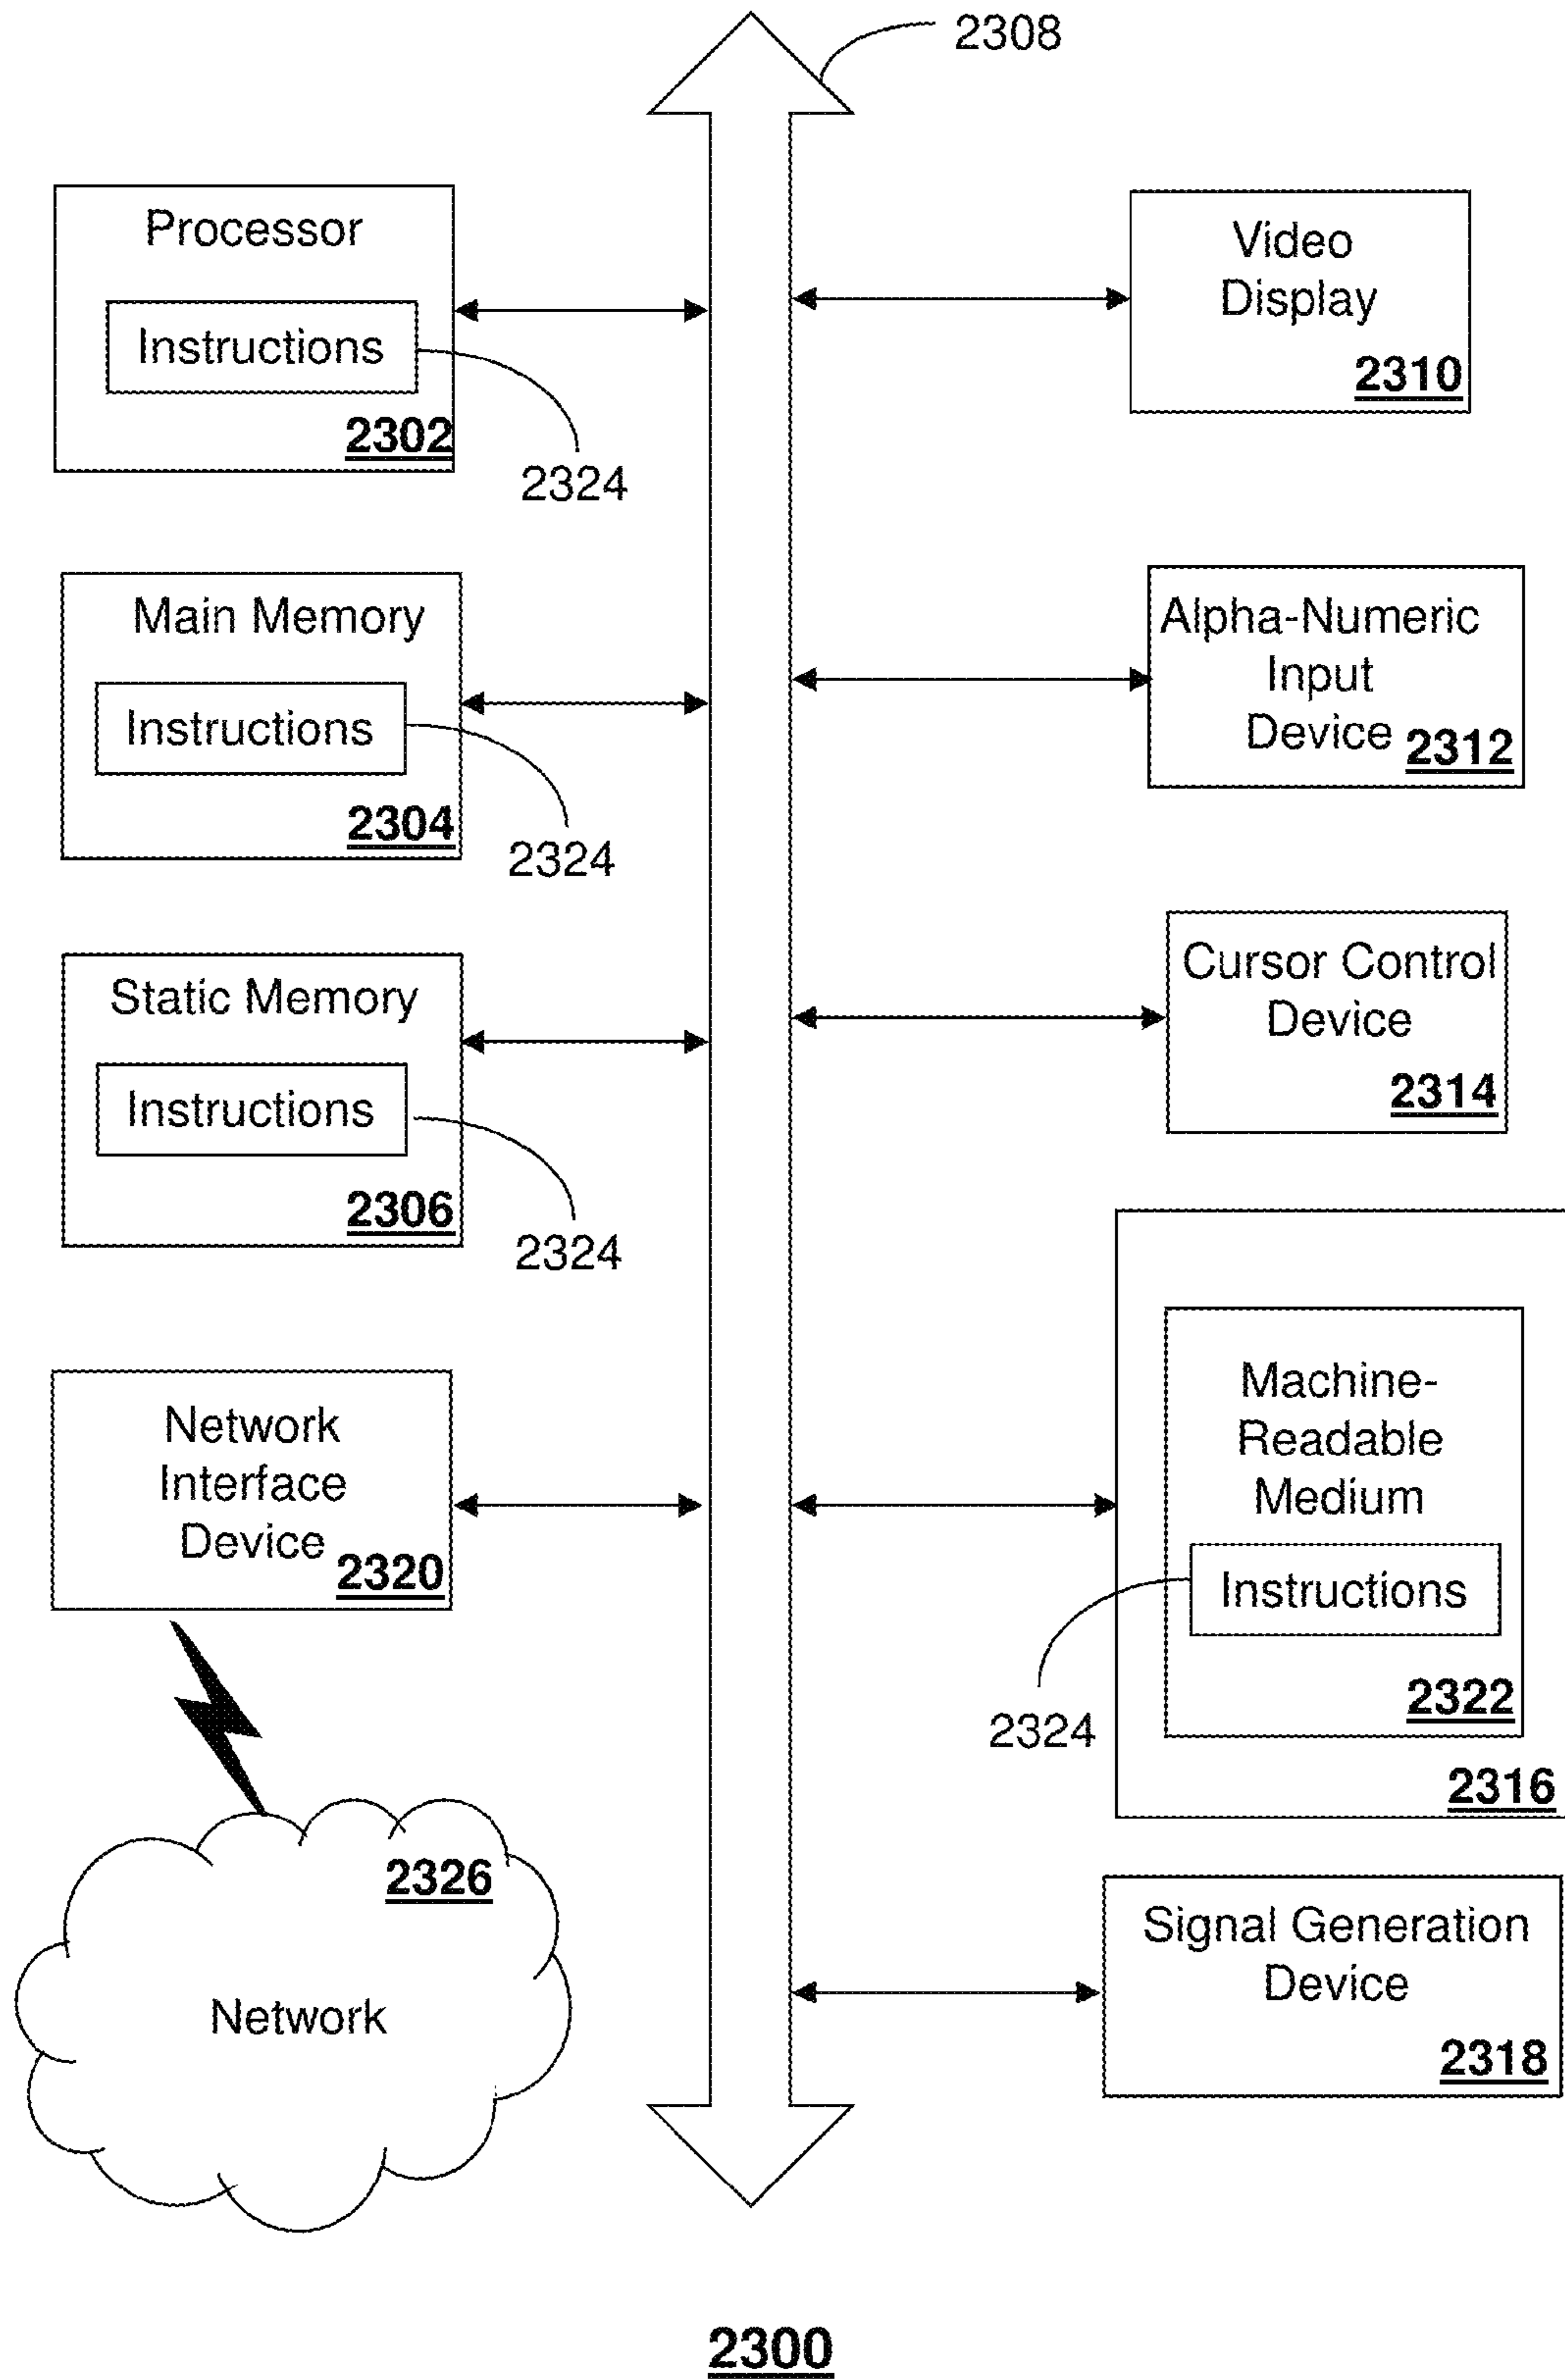 2308
Processor
Instructions
2302
2324
Main Memory
Instructions
2304
2324
Static Memory
Instructions
2306
2324
Network
Interface
Device
2320
2326
Network
Video
Display
2310
Alpha-Numeric
Input
Device
2312
Cursor Control
Device
2314
Machine-
Readable
Medium
Instructions
2322
2324
2316
Signal Generation
Device
2318
2300